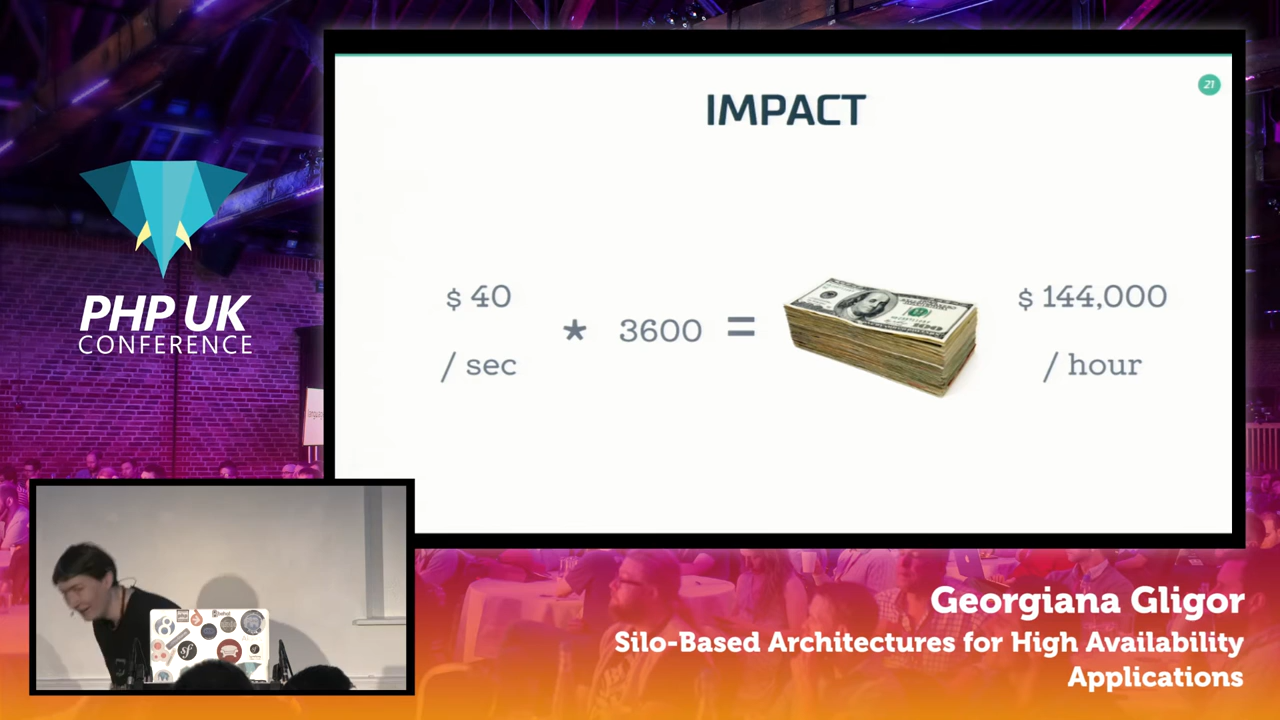 21
IMPACT
$ 40
/ sec
* 3600 =
$ 144,000
/ hour
PHP UK
CONFERENCE
Georgiana Gligor
Silo-Based Architectures for High Availability
Applications